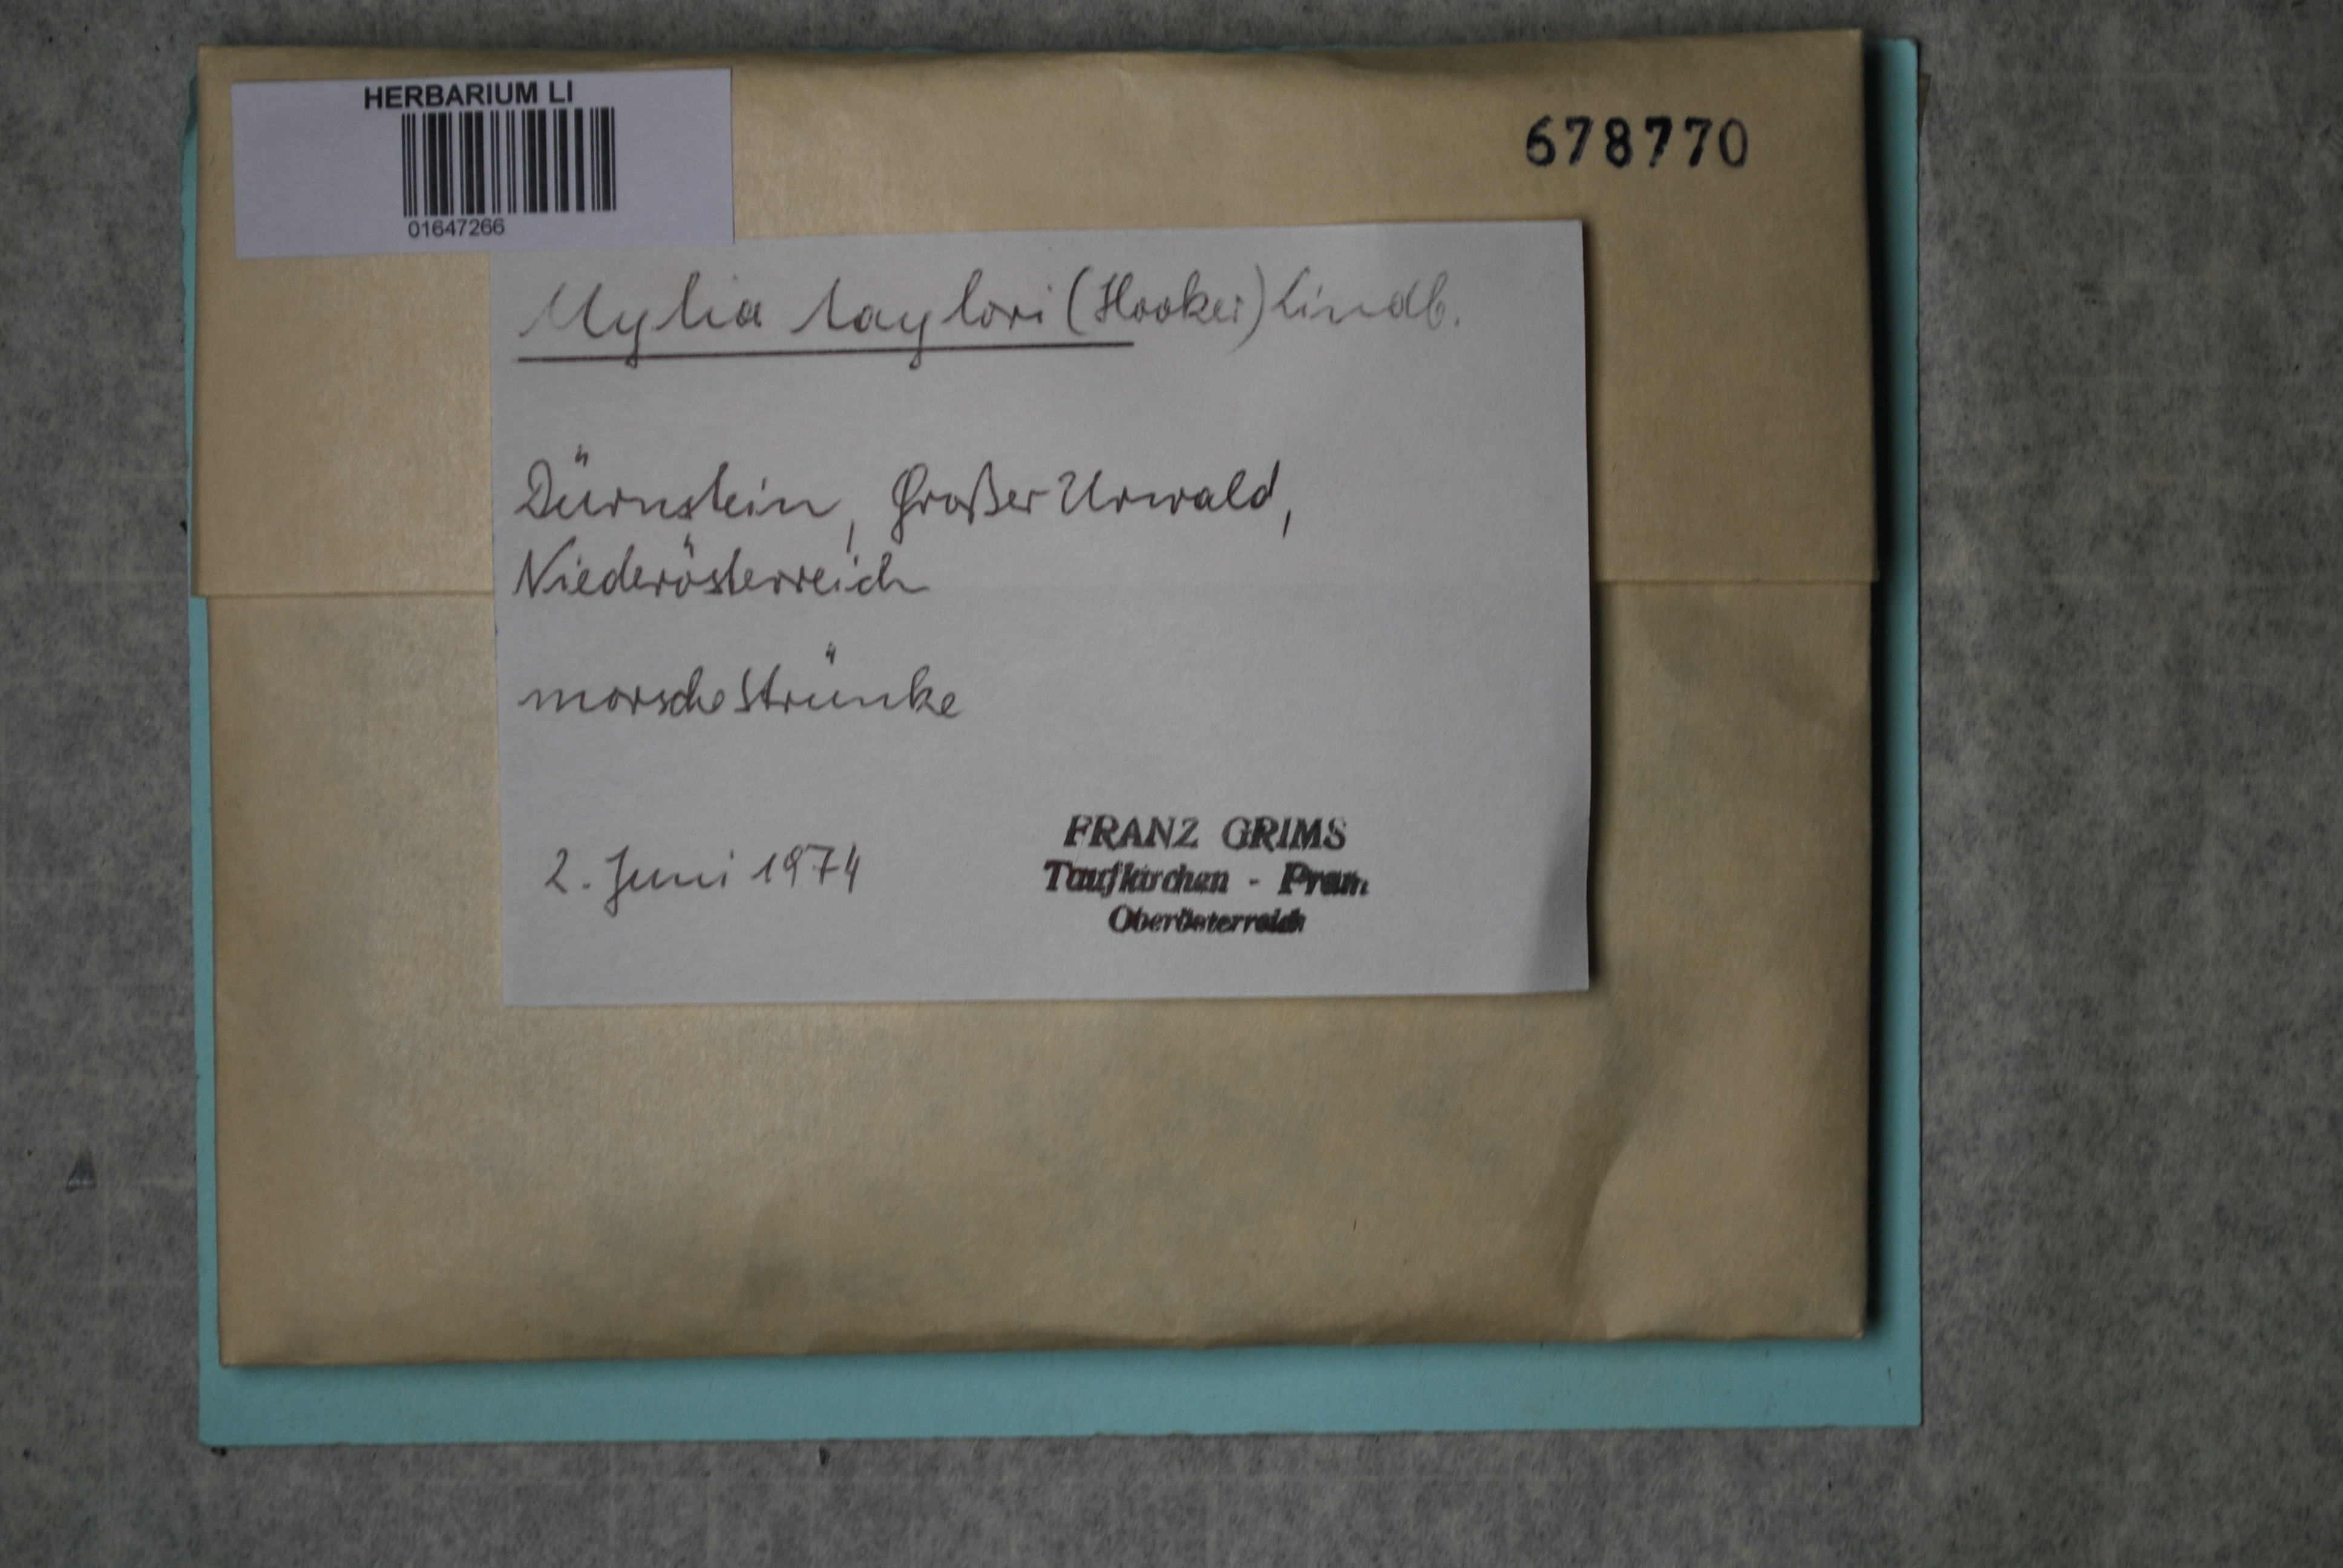 HERBARIUM LI
01647266
678770
Mylia taylori (Hooker) Lindb.
Dürnstein, Großer Urwald,
Niederösterreich
morsche Strünke
2. Juni 1974
FRANZ GRIMS
Taufkirchen - Pram
Oberösterreich